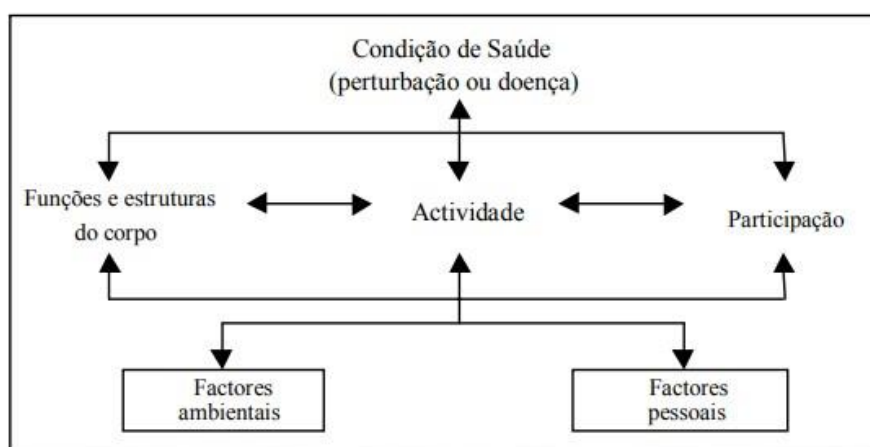 Condição de Saúde
(perturbação ou doença)
Funções e estruturas
do corpo
Actividade
Participação
Factores
ambientais
Factores
pessoais